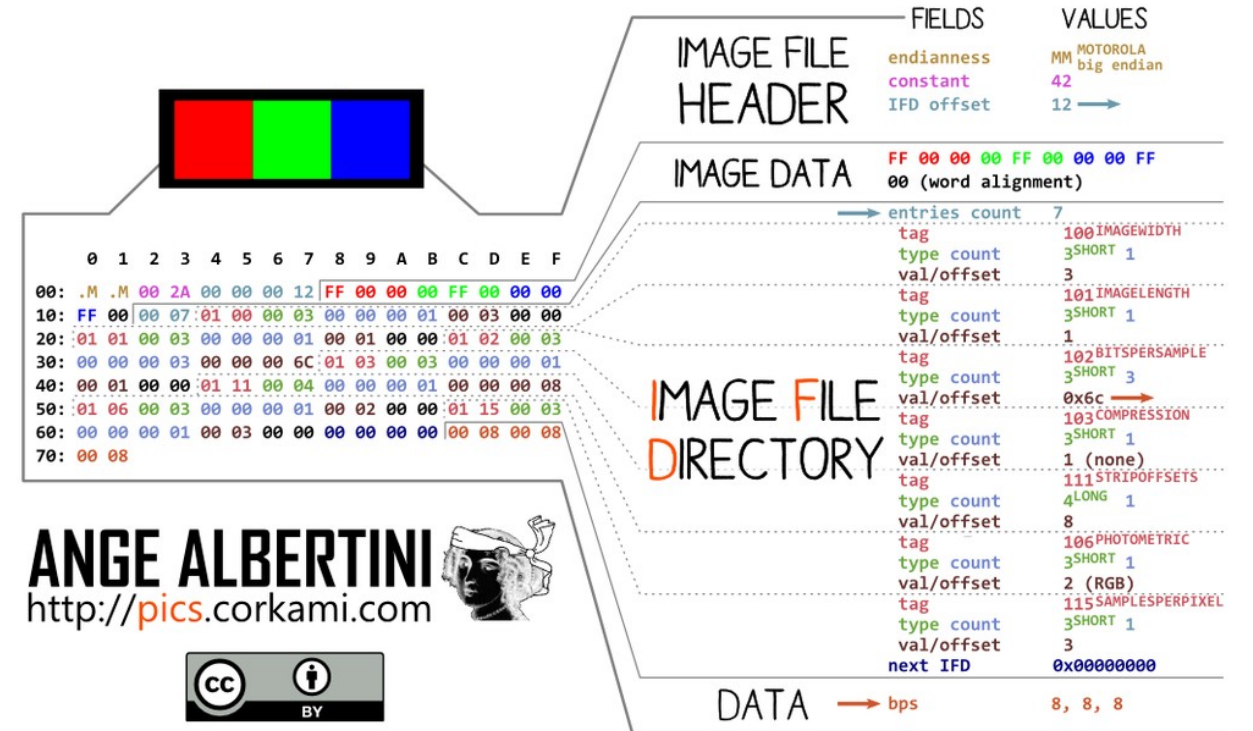 FIELDS VALUES
IMAGE FILE
HEADER
endianness MM MOTOROLA big endian
constant 42
IFD offset 12
IMAGE DATA
FF 00 00 00 FF 00 00 00 FF
00 (word alignment)
0 1 2 3 4 5 6 7 8 9 A B C D E F
00: .M .M 00 2A 00 00 00 12 FF 00 00 00 FF 00 00 00
10: FF 00 00 07 01 00 00 03 00 00 00 01 00 03 00 00
20: 01 01 00 03 00 00 00 01 00 01 00 00 01 02 00 03
30: 00 00 00 03 00 00 00 6C 01 03 00 03 00 00 00 01
40: 00 01 00 00 01 11 00 04 00 00 00 01 00 00 00 08
50: 01 06 00 03 00 00 00 01 00 02 00 00 01 15 00 03
60: 00 00 00 01 00 03 00 00 00 00 00 00 00 08 00 08
70: 00 08
IMAGE FILE
DIRECTORY
entries count 7
tag 100 IMAGEWIDTH
type count 3 SHORT 1
val/offset 3
tag 101 IMAGELENGTH
type count 3 SHORT 1
val/offset 1
tag 102 BITSPERSAMPLE
type count 3 SHORT 3
val/offset 0x6c
tag 103 COMPRESSION
type count 3 SHORT 1
val/offset 1 (none)
tag 111 STRIPOFFSETS
type count 4 LONG 1
val/offset 8
tag 106 PHOTOMETRIC
type count 3 SHORT 1
val/offset 2 (RGB)
tag 115 SAMPLESPERPIXEL
type count 3 SHORT 1
val/offset 3
next IFD 0x00000000
DATA
bps 8, 8, 8
ANGE ALBERTINI
http://pics.corkami.com
CC
BY